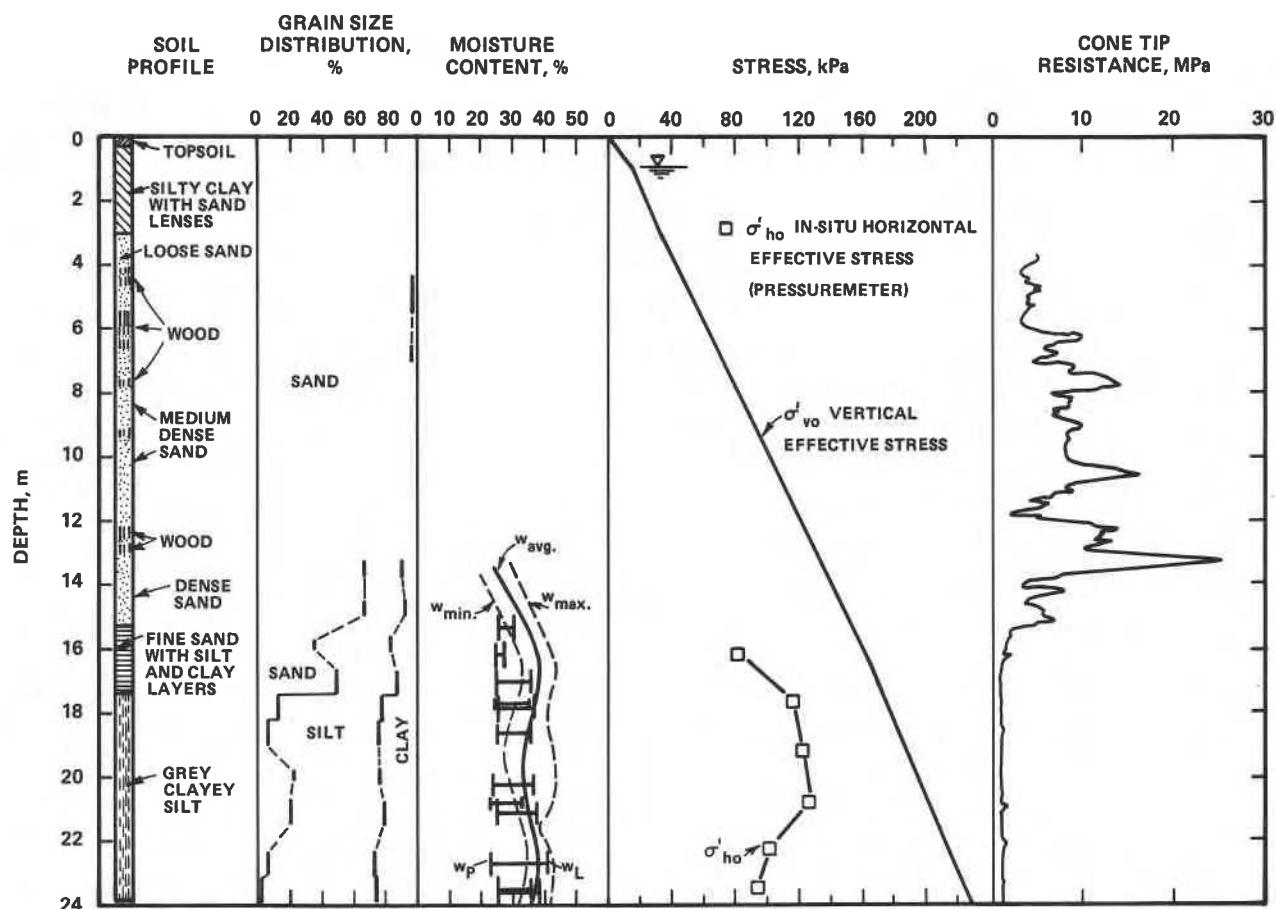 SOIL
PROFILE
GRAIN SIZE
DISTRIBUTION,
%
MOISTURE
CONTENT, %
STRESS, kPa
CONE TIP
RESISTANCE, MPa
0 20 40 60 80 0
10 20 30 40 50
0 40 80 120 160 200
0 10 20 30
DEPTH, m
0
2
4
6
8
10
12
14
16
18
20
22
24
TOPSOIL
SILTY CLAY
WITH SAND
LENSES
LOOSE SAND
WOOD
MEDIUM
DENSE
SAND
WOOD
DENSE
SAND
FINE SAND
WITH SILT
AND CLAY
LAYERS
GREY
CLAYEY
SILT
SAND
SAND
SILT
CLAY
w avg.
w min.
w max.
w P
w L
σ' ho IN-SITU HORIZONTAL
EFFECTIVE STRESS
(PRESSUREMETER)
σ' vo VERTICAL
EFFECTIVE STRESS
σ' ho